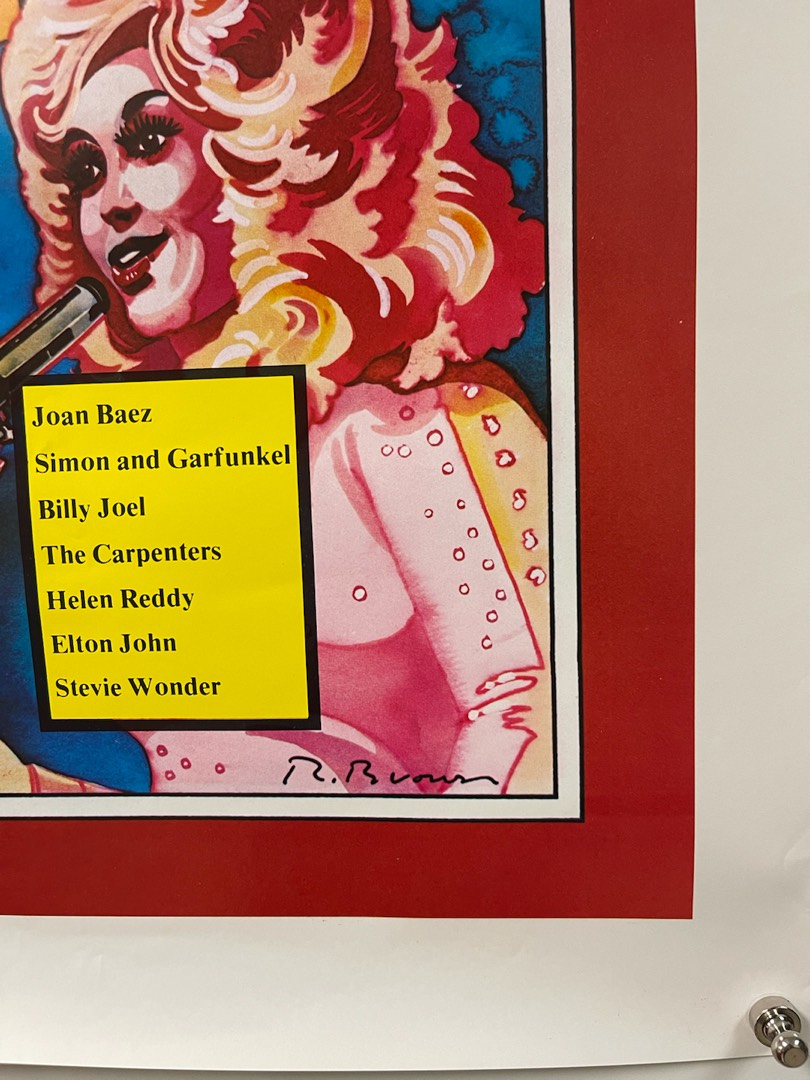 Joan Baez
Simon and Garfunkel
Billy Joel
The Carpenters
Helen Reddy
Elton John
Stevie Wonder
R. Brown